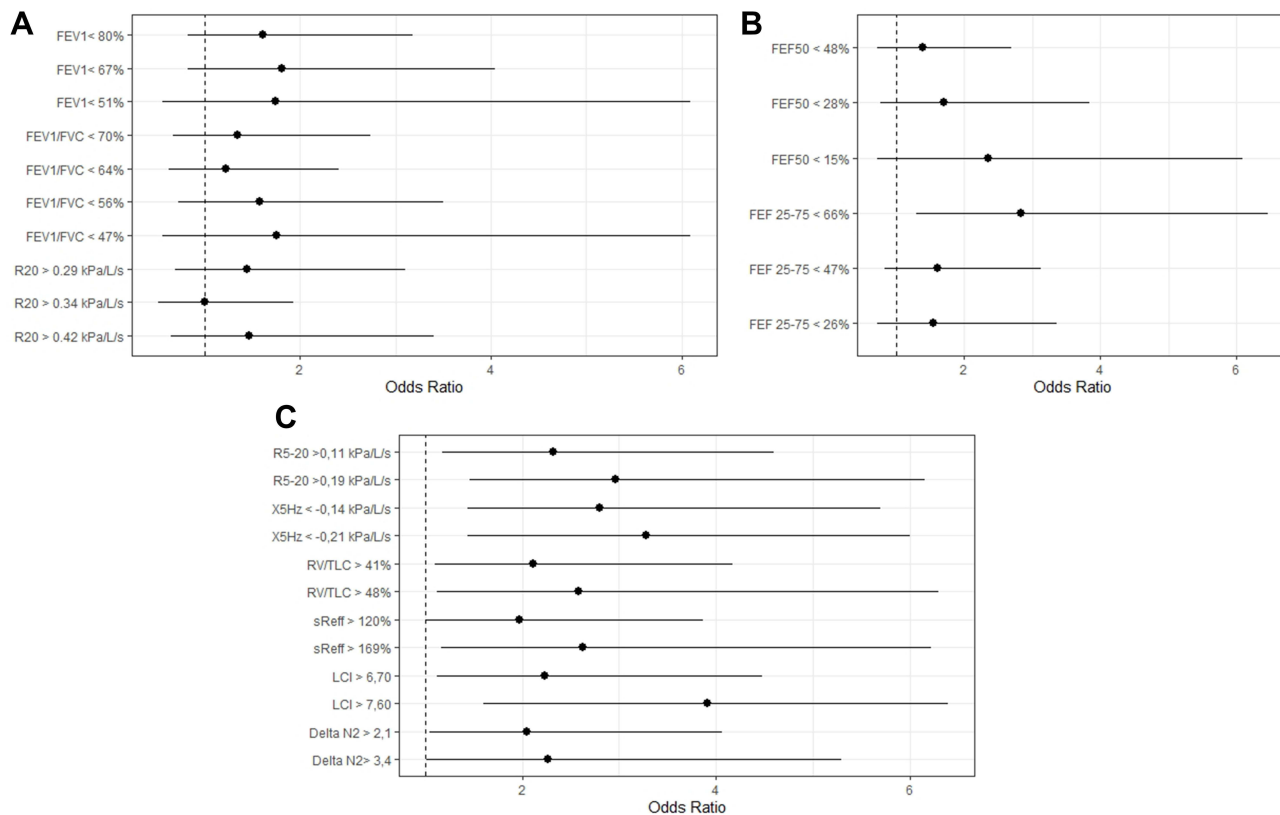 A
FEV1< 80%
FEV1< 67%
FEV1< 51%
FEV1/FVC < 70%
FEV1/FVC < 64%
FEV1/FVC < 56%
FEV1/FVC < 47%
R20 > 0.29 kPa/L/s
R20 > 0.34 kPa/L/s
R20 > 0.42 kPa/L/s
2 4 6
Odds Ratio
B
FEF50 < 48%
FEF50 < 28%
FEF50 < 15%
FEF 25-75 < 66%
FEF 25-75 < 47%
FEF 25-75 < 26%
2 4 6
Odds Ratio
C
R5-20 >0,11 kPa/L/s
R5-20 >0,19 kPa/L/s
X5Hz < -0,14 kPa/L/s
X5Hz < -0,21 kPa/L/s
RV/TLC > 41%
RV/TLC > 48%
sReff > 120%
sReff > 169%
LCI > 6,70
LCI > 7,60
Delta N2 > 2,1
Delta N2> 3,4
2 4 6
Odds Ratio